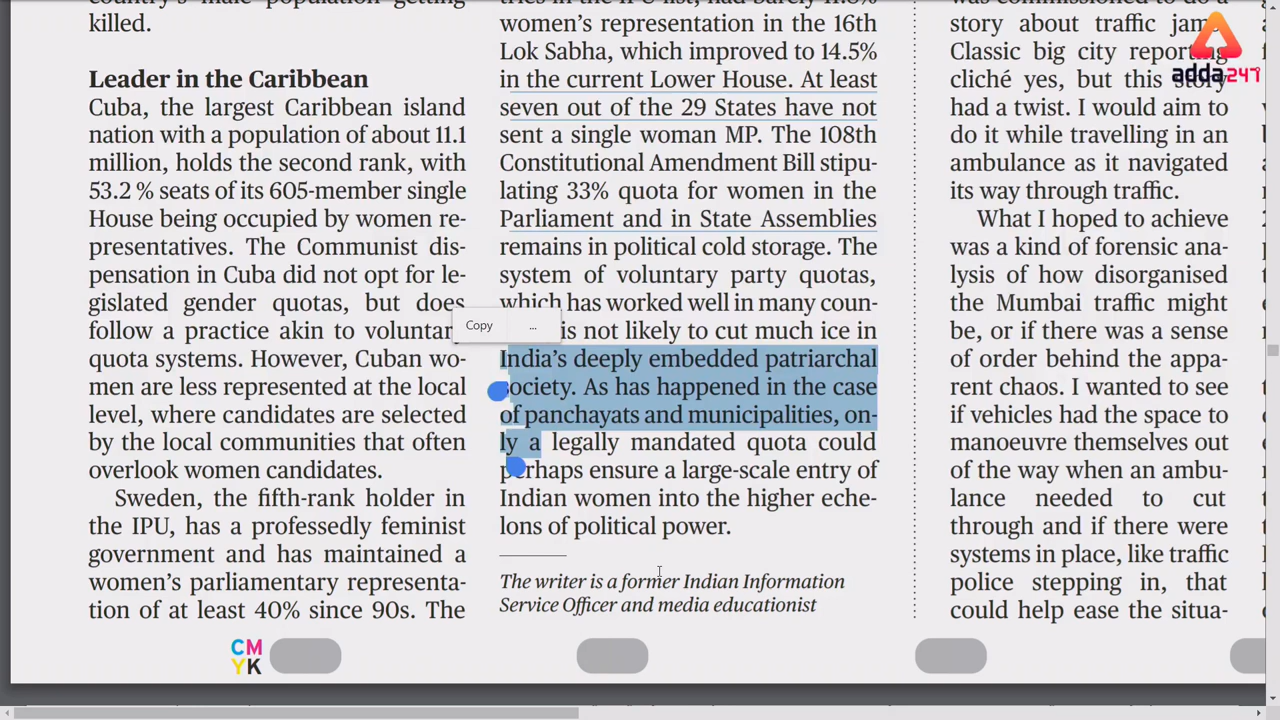 country's male population getting
killed.
Leader in the Caribbean
Cuba, the largest Caribbean island
nation with a population of about 11.1
million, holds the second rank, with
53.2 % seats of its 605-member single
House being occupied by women re-
presentatives. The Communist dis-
pensation in Cuba did not opt for le-
gislated gender quotas, but does
follow a practice akin to voluntary
quota systems. However, Cuban wo-
men are less represented at the local
level, where candidates are selected
by the local communities that often
overlook women candidates.
Sweden, the fifth-rank holder in
the IPU, has a professedly feminist
government and has maintained a
women's parliamentary representa-
tion of at least 40% since 90s. The
women's representation in the 16th
Lok Sabha, which improved to 14.5%
in the current Lower House. At least
seven out of the 29 States have not
sent a single woman MP. The 108th
Constitutional Amendment Bill stipu-
lating 33% quota for women in the
Parliament and in State Assemblies
remains in political cold storage. The
system of voluntary party quotas,
which has worked well in many coun-
is not likely to cut much ice in
India's deeply embedded patriarchal
society. As has happened in the case
of panchayats and municipalities, on-
ly a legally mandated quota could
perhaps ensure a large-scale entry of
Indian women into the higher eche-
lons of political power.
The writer is a former Indian Information
Service Officer and media educationist
Copy ...
story about traffic jams.
Classic big city reporting
cliché yes, but this story
had a twist. I would aim to
do it while travelling in an
ambulance as it navigated
its way through traffic.
What I hoped to achieve
was a kind of forensic ana-
lysis of how disorganised
the Mumbai traffic might
be, or if there was a sense
of order behind the appa-
rent chaos. I wanted to see
if vehicles had the space to
manoeuvre themselves out
of the way when an ambu-
lance needed to cut
through and if there were
systems in place, like traffic
police stepping in, that
could help ease the situa-
adda247
CM
YK